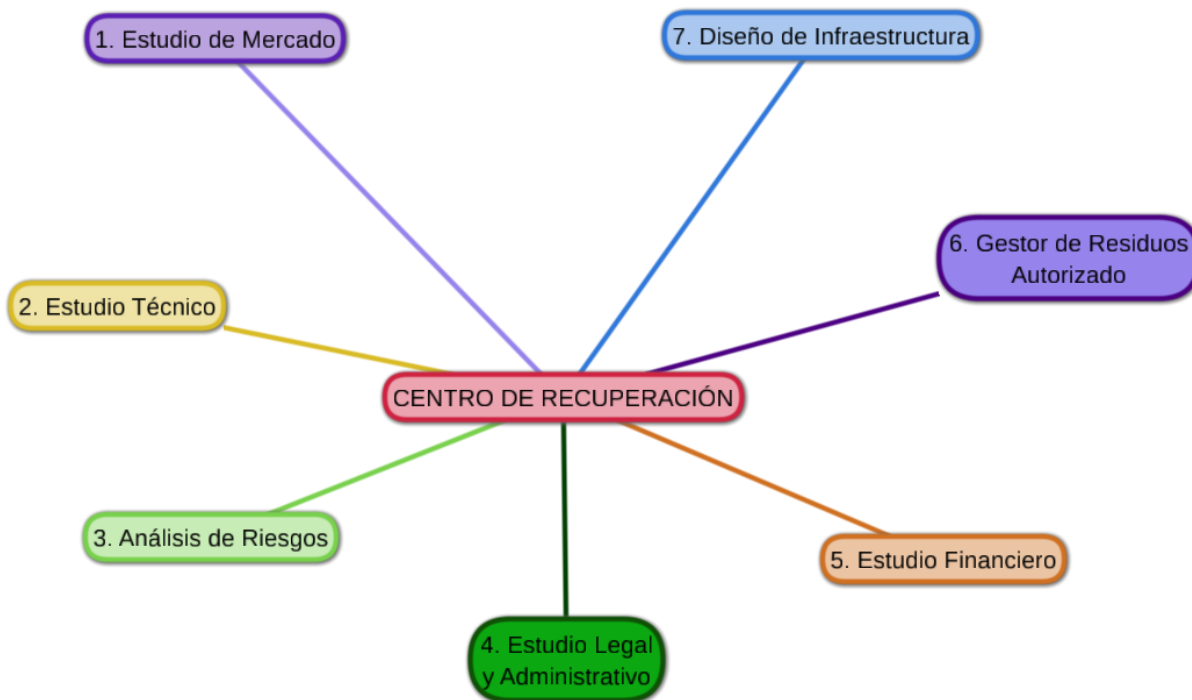 1. Estudio de Mercado
7. Diseño de Infraestructura
6. Gestor de Residuos
Autorizado
2. Estudio Técnico
CENTRO DE RECUPERACIÓN
3. Análisis de Riesgos
5. Estudio Financiero
4. Estudio Legal
y Administrativo